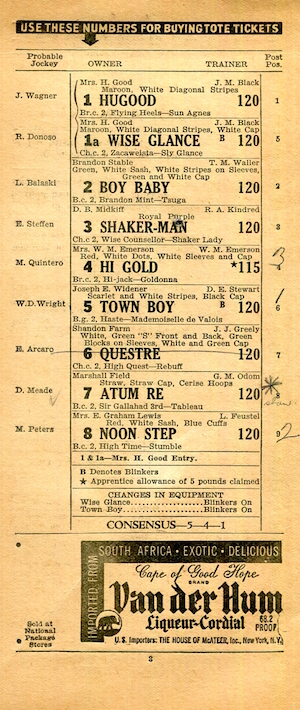 USE THESE NUMBERS FOR BUYING TOTE TICKETS
Probable Jockey OWNER TRAINER Post Pos.
Mrs. H. Good J. M. Black
Maroon, White Diagonal Stripes
J. Wagner 1 HUGOOD 120 1
Br.c. 2, Flying Heels—Sun Agnes
Mrs. H. Good J. M. Black
Maroon, White Diagonal Stripes, White Cap
R. Donoso 1a WISE GLANCE B 120 5
Ch.c. 2, Zacaweista—Sly Glance
Brandon Stable T. M. Waller
Green, White Sash, White Stripes on Sleeves,
Green and White Cap
L. Balaski 2 BOY BABY 120 2
B.c. 2, Brandon Mint—Tsuga
D. B. Midkiff R. A. Kindred
Royal Purple
E. Steffen 3 SHAKER-MAN 120 3
Ch.c 2, Wise Counsellor—Shaker Lady
Mrs. W. M. Emerson W. M. Emerson
Red, White Dots, White Sleeves and Cap
M. Quintero 4 HI GOLD *115 3
Br.c. 2, Hi-jack—Goldonna
Joseph E. Widener D. E. Stewart
Scarlet and White Stripes, Black Cap
W.D.Wright 5 TOWN BOY B 120 1 6
B.g. 2, Haste—Mademoiselle de Valois
Shandon Farm J. J. Greely
White, Green "S" Front and Back, Green
Blocks on Sleeves, White and Green Cap
E. Arcaro 6 QUESTRE 120 7
Ch.c. 2, High Quest—Rebuff
Marshall Field G. M. Odom
Straw, Straw Cap, Cerise Hoops
D. Meade 7 ATUM RE 120 8
B.c. 2, Sir Gallahad 3rd—Tableau
Mrs. E. Graham Lewis L. Feustel
Red, White Sash, Blue Cuffs
M. Peters 8 NOON STEP 120 9 2
B.c. 2, High Time—Stumble
1 & 1a—Mrs. H. Good Entry.
B Denotes Blinkers
★ Apprentice allowance of 5 pounds claimed
CHANGES IN EQUIPMENT
Wise Glance Blinkers On
Town Boy Blinkers On
CONSENSUS—5—4—1
SOUTH AFRICA • EXOTIC • DELICIOUS
IMPORTED FROM
Cape of Good Hope
BRAND
Van der Hum
Liqueur-Cordial 68.2 PROOF
U. S. Importers: THE HOUSE OF McATEER, Inc., New York, N.Y.
Sold at
National
Package
Stores
3